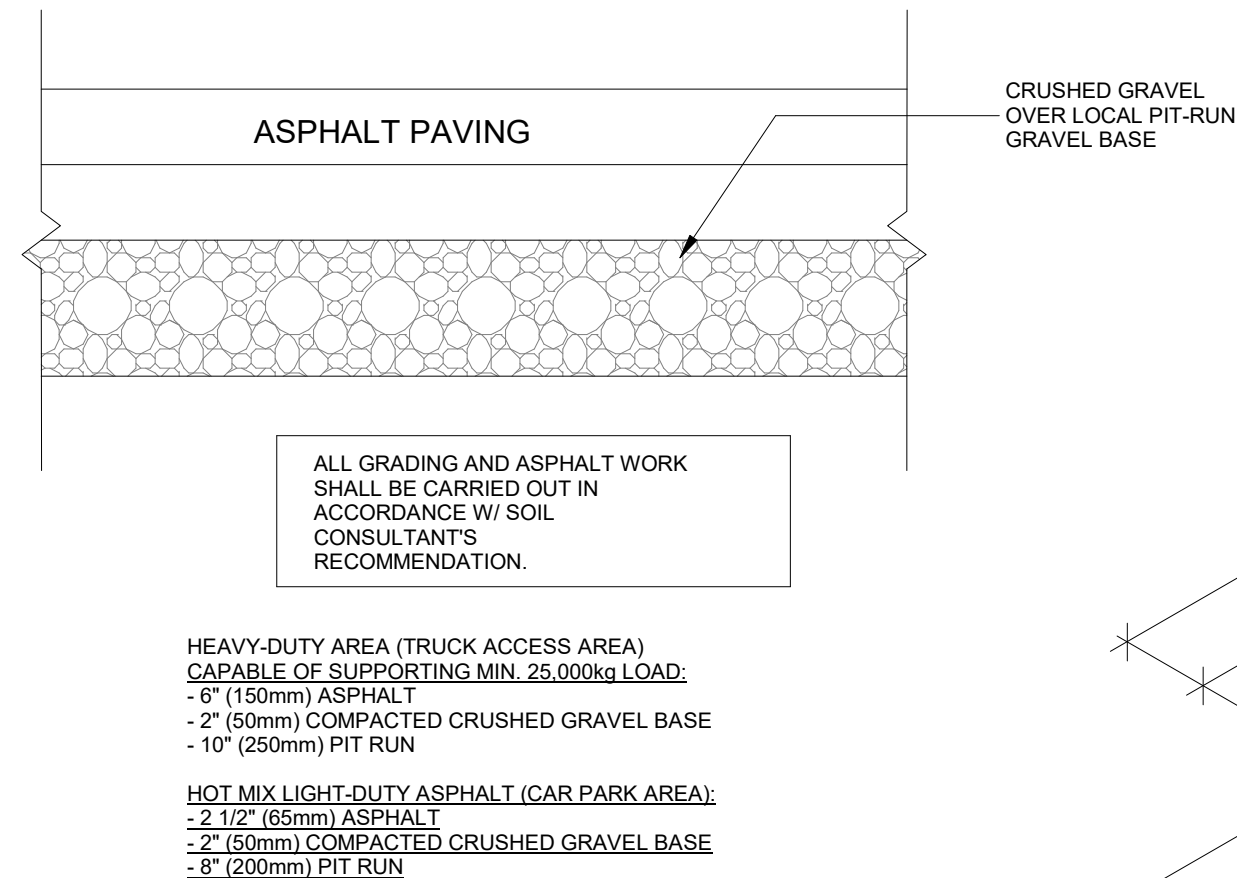 ASPHALT PAVING
CRUSHED GRAVEL
OVER LOCAL PIT-RUN
GRAVEL BASE
ALL GRADING AND ASPHALT WORK
SHALL BE CARRIED OUT IN
ACCORDANCE W/ SOIL
CONSULTANT'S
RECOMMENDATION.
HEAVY-DUTY AREA (TRUCK ACCESS AREA)
CAPABLE OF SUPPORTING MIN. 25,000kg LOAD:
- 6" (150mm) ASPHALT
- 2" (50mm) COMPACTED CRUSHED GRAVEL BASE
- 10" (250mm) PIT RUN
HOT MIX LIGHT-DUTY ASPHALT (CAR PARK AREA):
- 2 1/2" (65mm) ASPHALT
- 2" (50mm) COMPACTED CRUSHED GRAVEL BASE
- 8" (200mm) PIT RUN